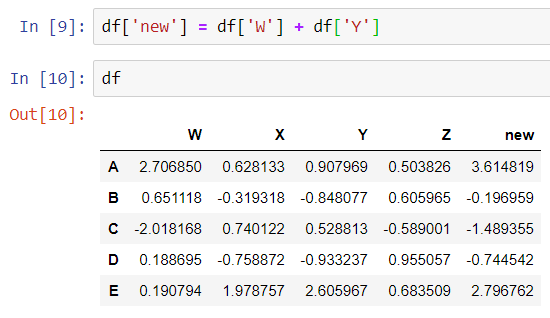 In [9]: df['new'] = df['W'] + df['Y']
In [10]: df
Out[10]:
W X Y Z new
A 2.706850 0.628133 0.907969 0.503826 3.614819
B 0.651118 -0.319318 -0.848077 0.605965 -0.196959
C -2.018168 0.740122 0.528813 -0.589001 -1.489355
D 0.188695 -0.758872 -0.933237 0.955057 -0.744542
E 0.190794 1.978757 2.605967 0.683509 2.796762